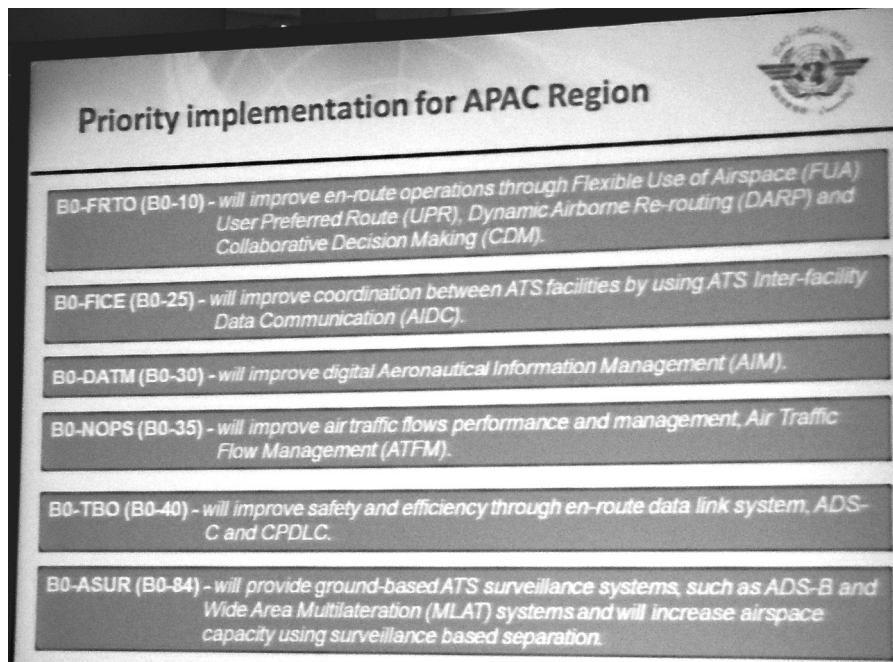 Priority implementation for APAC Region
B0-FRTO (B0-10) - will improve en-route operations through Flexible Use of Airspace (FUA)
User Preferred Route (UPR), Dynamic Airborne Re-routing (DARP) and
Collaborative Decision Making (CDM).
B0-FICE (B0-25) - will improve coordination between ATS facilities by using ATS Inter-facility
Data Communication (AIDC).
B0-DATM (B0-30) - will improve digital Aeronautical Information Management (AIM).
B0-NOPS (B0-35) - will improve air traffic flows performance and management, Air Traffic
Flow Management (ATFM).
B0-TBO (B0-40) - will improve safety and efficiency through en-route data link system, ADS-
C and CPDLC.
B0-ASUR (B0-84) - will provide ground-based ATS surveillance systems, such as ADS-B and
Wide Area Multilateration (MLAT) systems and will increase airspace
capacity using surveillance based separation.